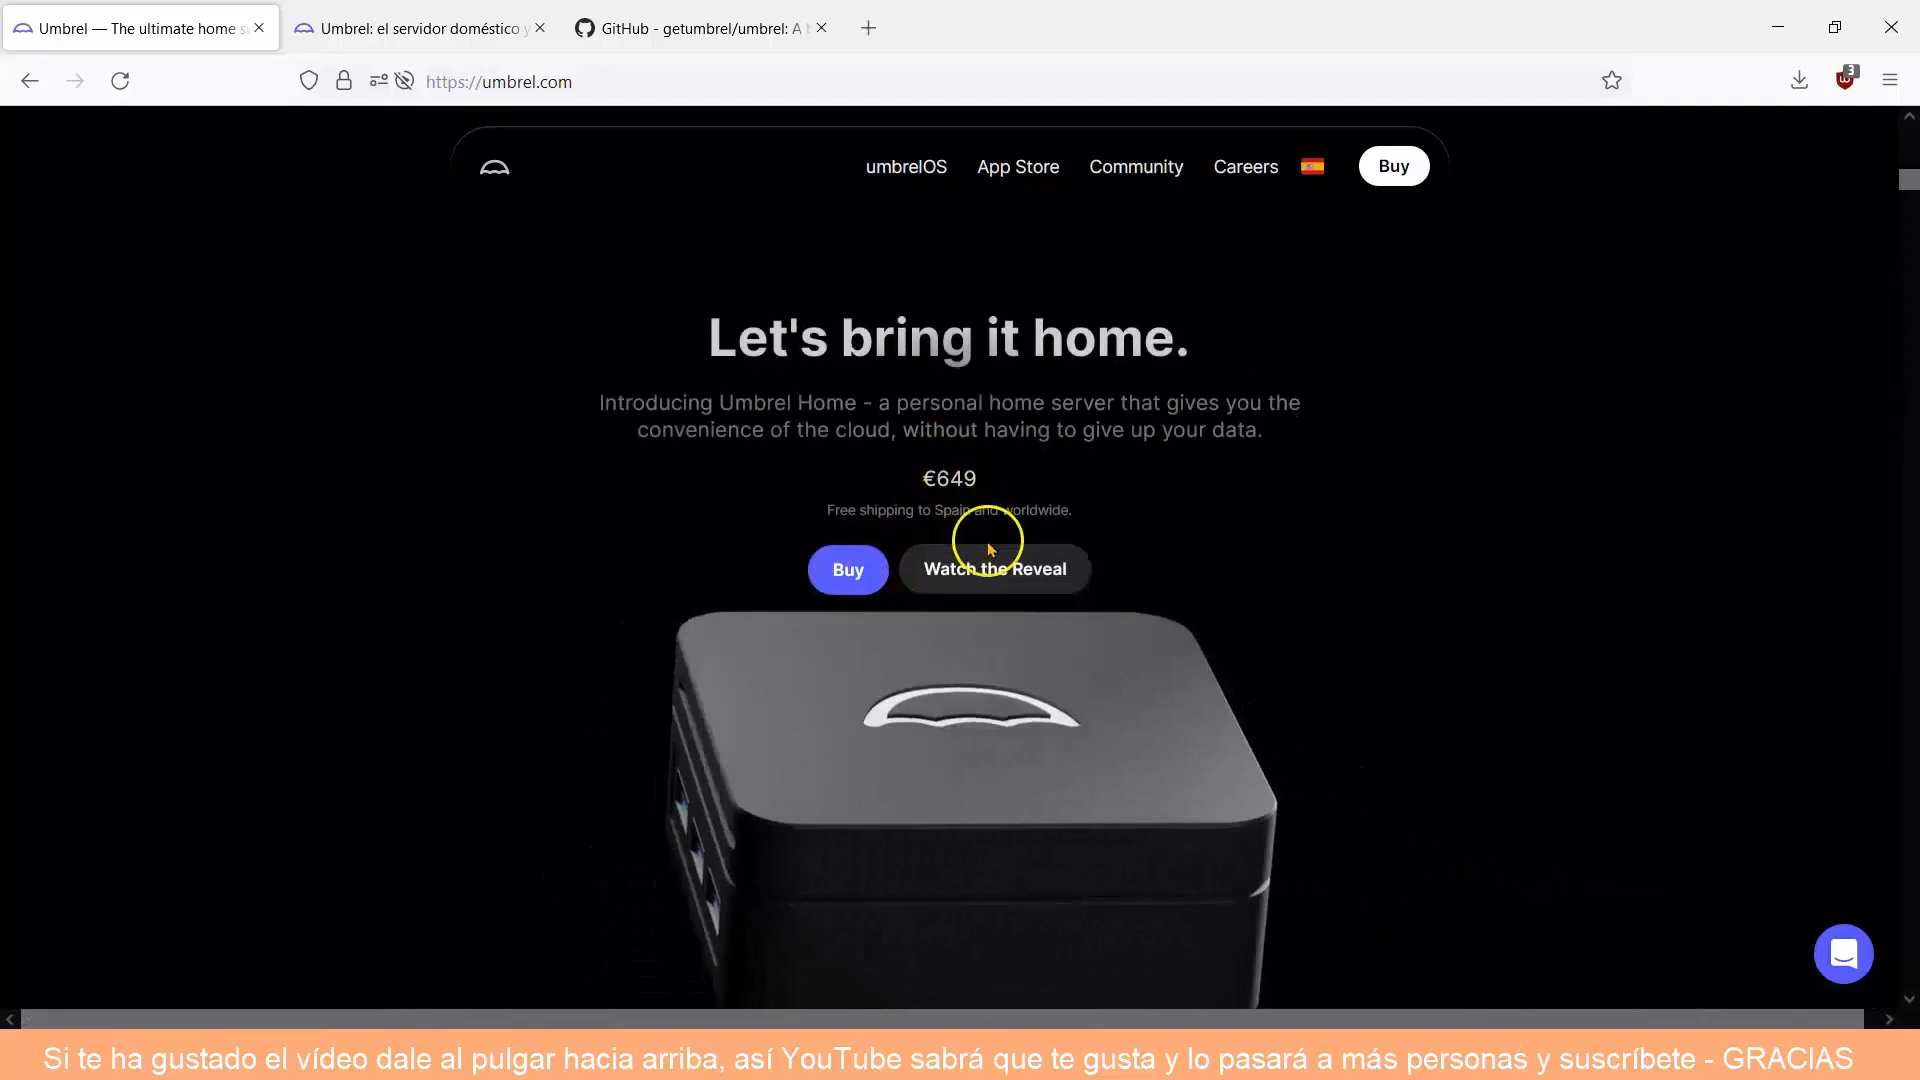 Umbrel — The ultimate home s
Umbrel: el servidor doméstico y
GitHub - getumbrel/umbrel: A b
https://umbrel.com
3
umbrelOS
App Store
Community
Careers
Buy
Let's bring it home.
Introducing Umbrel Home - a personal home server that gives you the
convenience of the cloud, without having to give up your data.
€649
Free shipping to Spain and worldwide.
Buy
Watch the Reveal
Si te ha gustado el vídeo dale al pulgar hacia arriba, así YouTube sabrá que te gusta y lo pasará a más personas y suscríbete - GRACIAS